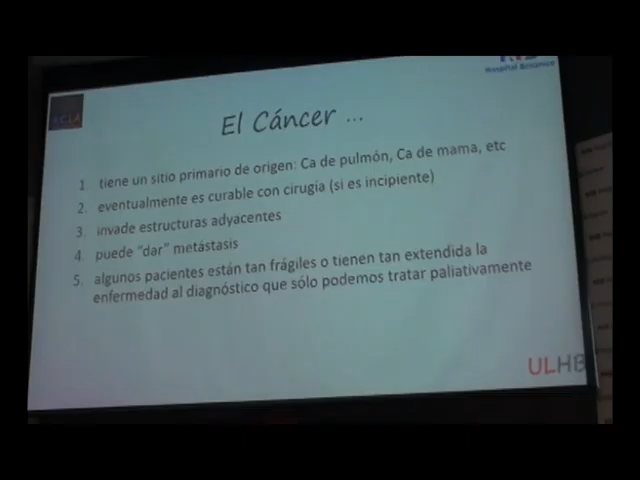 Hospital Británico
El Cáncer ...
1. tiene un sitio primario de origen: Ca de pulmón, Ca de mama, etc
2. eventualmente es curable con cirugía (si es incipiente)
3. invade estructuras adyacentes
4. puede "dar" metástasis
5. algunos pacientes están tan frágiles o tienen tan extendida la
enfermedad al diagnóstico que sólo podemos tratar paliativamente
ULHB